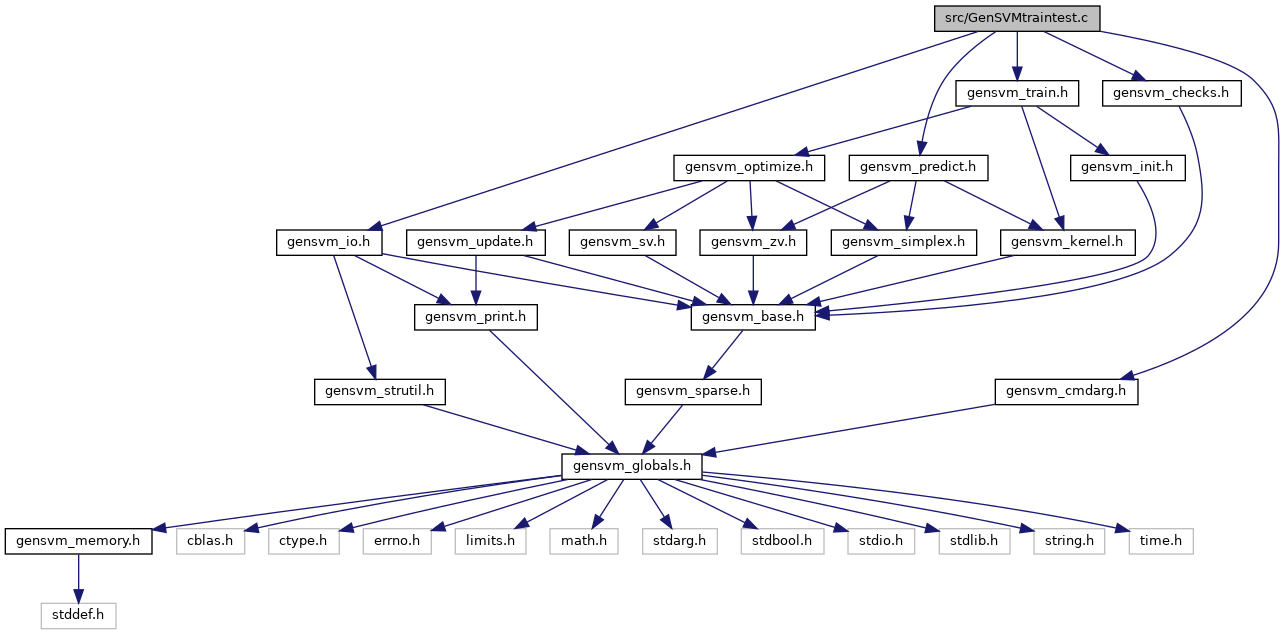 src/GenSVMtraintest.c
gensvm_train.h
gensvm_checks.h
gensvm_optimize.h
gensvm_predict.h
gensvm_init.h
gensvm_io.h
gensvm_update.h
gensvm_sv.h
gensvm_zv.h
gensvm_simplex.h
gensvm_kernel.h
gensvm_print.h
gensvm_base.h
gensvm_strutil.h
gensvm_sparse.h
gensvm_cmdarg.h
gensvm_globals.h
gensvm_memory.h
cblas.h
ctype.h
errno.h
limits.h
math.h
stdarg.h
stdbool.h
stdio.h
stdlib.h
string.h
time.h
stddef.h